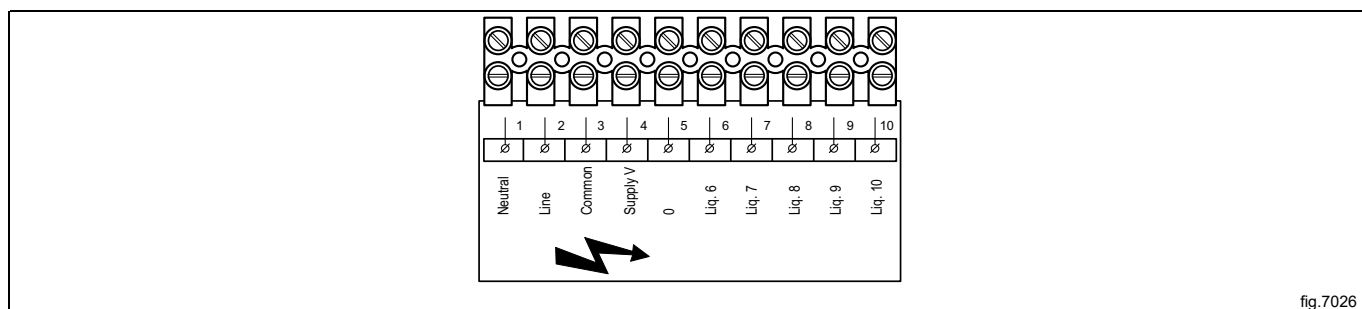 1 2 3 4 5 6 7 8 9 10
Neutral
Line
Common
Supply V
0
Liq. 6
Liq. 7
Liq. 8
Liq. 9
Liq. 10
fig.7026